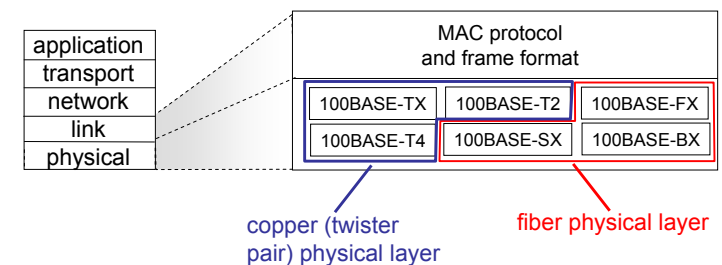 application
transport
network
link
physical
MAC protocol
and frame format
100BASE-TX
100BASE-T2
100BASE-FX
100BASE-T4
100BASE-SX
100BASE-BX
copper (twister
pair) physical layer
fiber physical layer